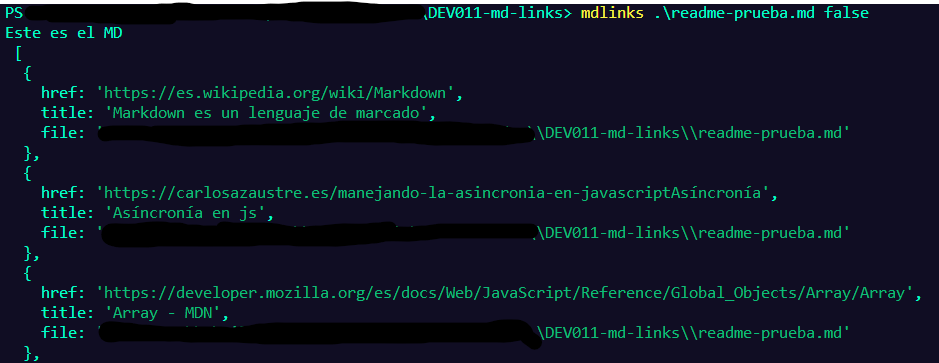 PS \DEV011-md-links> mdlinks .\readme-prueba.md false
Este es el MD
[
{
href: 'https://es.wikipedia.org/wiki/Markdown',
title: 'Markdown es un lenguaje de marcado',
file: '\\DEV011-md-links\\readme-prueba.md'
},
{
href: 'https://carlosazaustre.es/manejando-la-asincronia-en-javascriptAsíncronía',
title: 'Asíncronía en js',
file: '\\DEV011-md-links\\readme-prueba.md'
},
{
href: 'https://developer.mozilla.org/es/docs/Web/JavaScript/Reference/Global_Objects/Array/Array',
title: 'Array - MDN',
file: '\\DEV011-md-links\\readme-prueba.md'
},